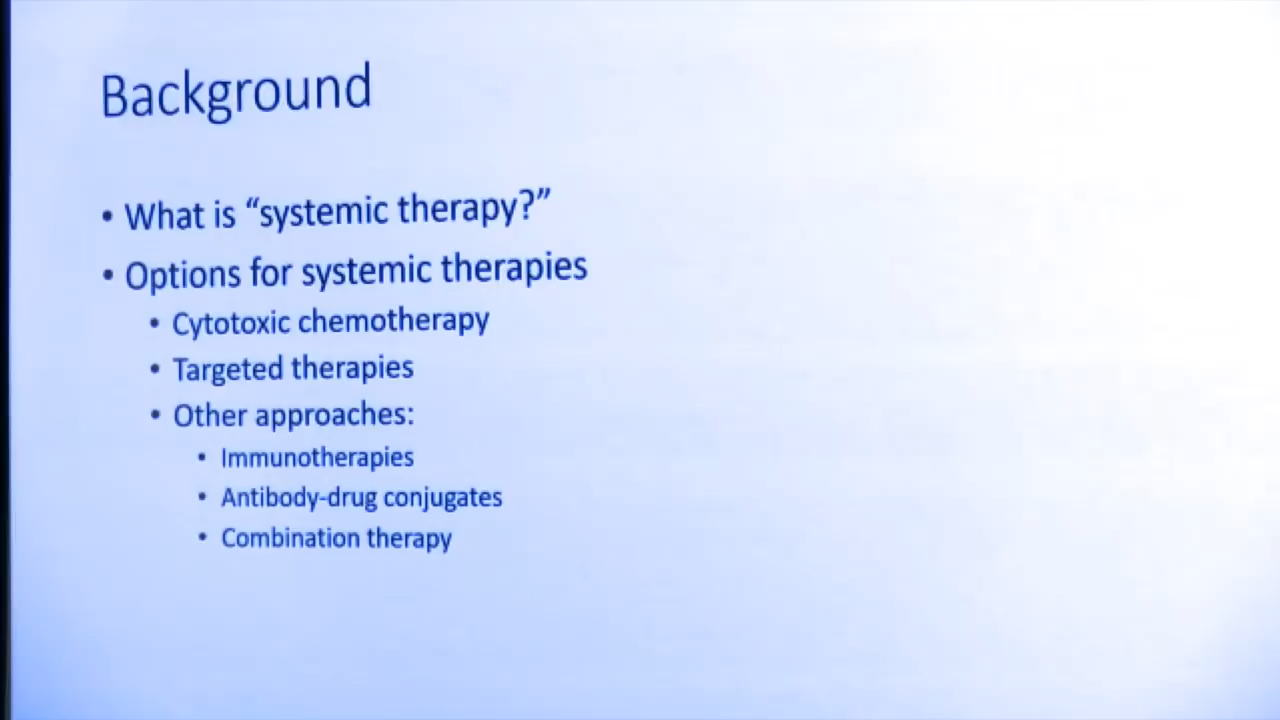 Background
• What is “systemic therapy?”
• Options for systemic therapies
• Cytotoxic chemotherapy
• Targeted therapies
• Other approaches:
• Immunotherapies
• Antibody-drug conjugates
• Combination therapy